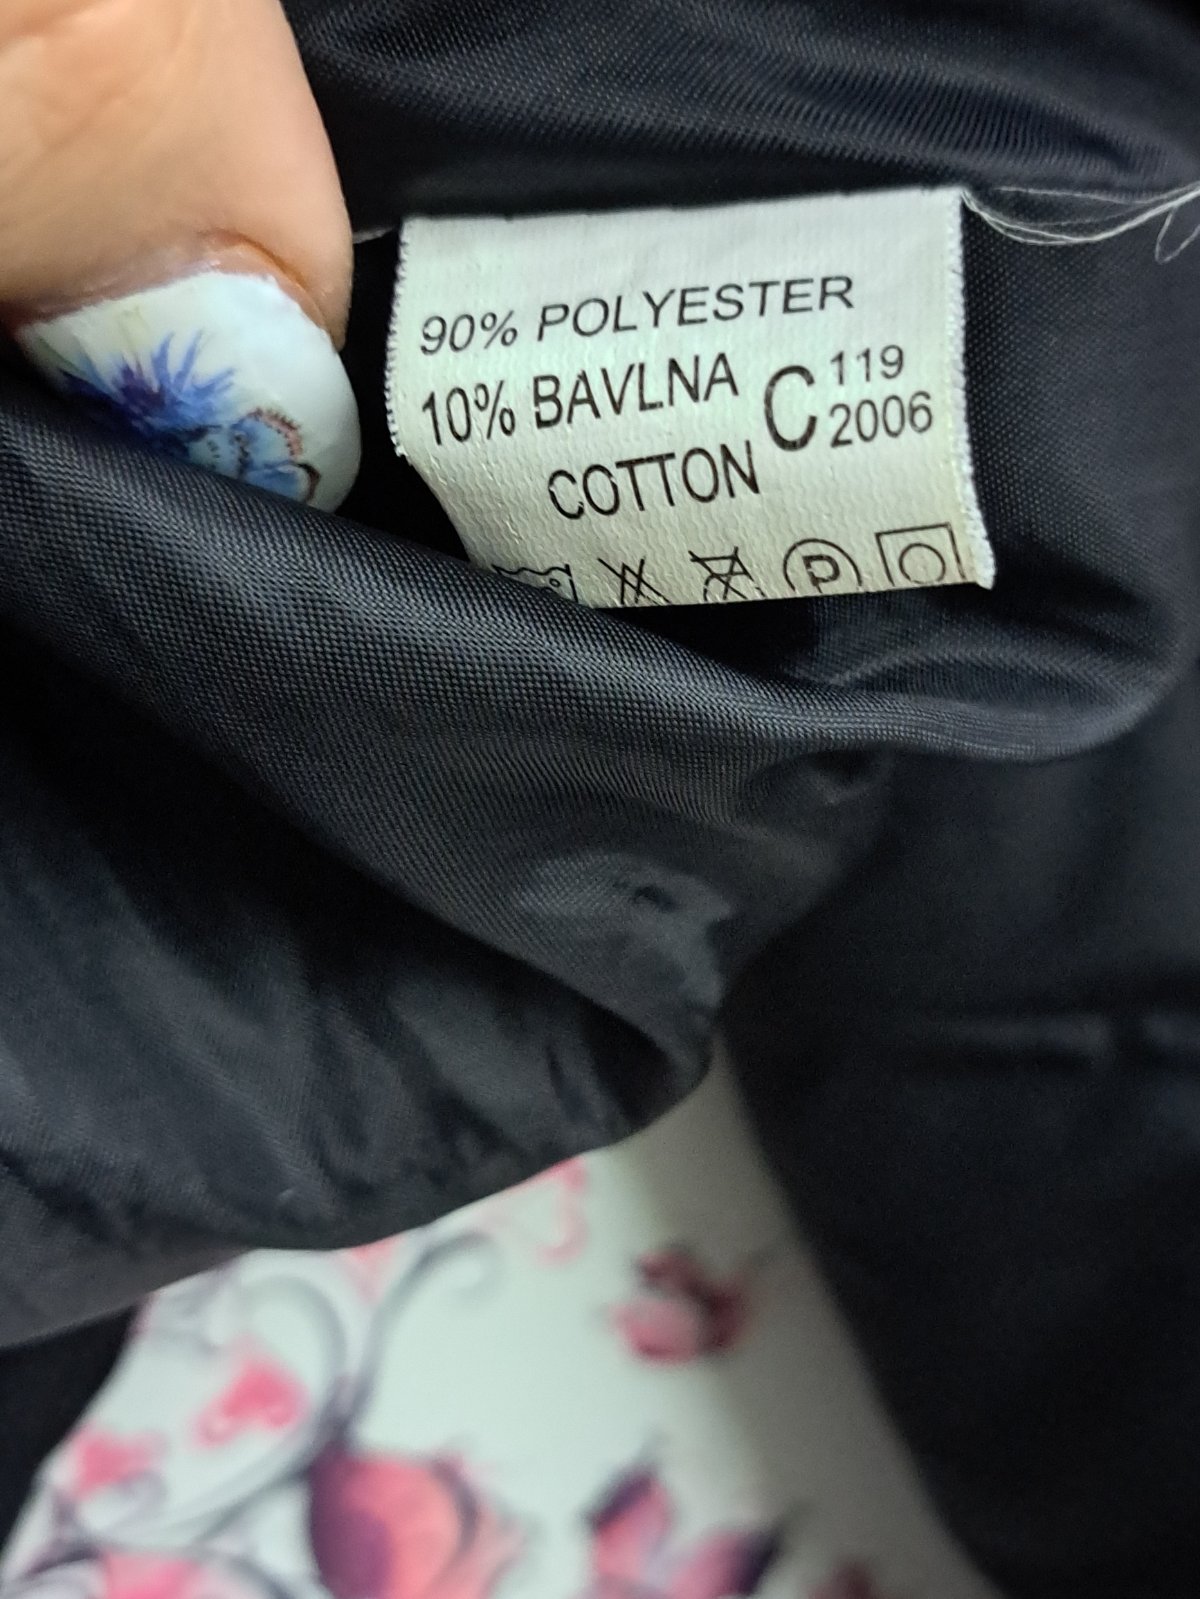 90% POLYESTER
10% BAVLNA
COTTON
C 119
2006
P